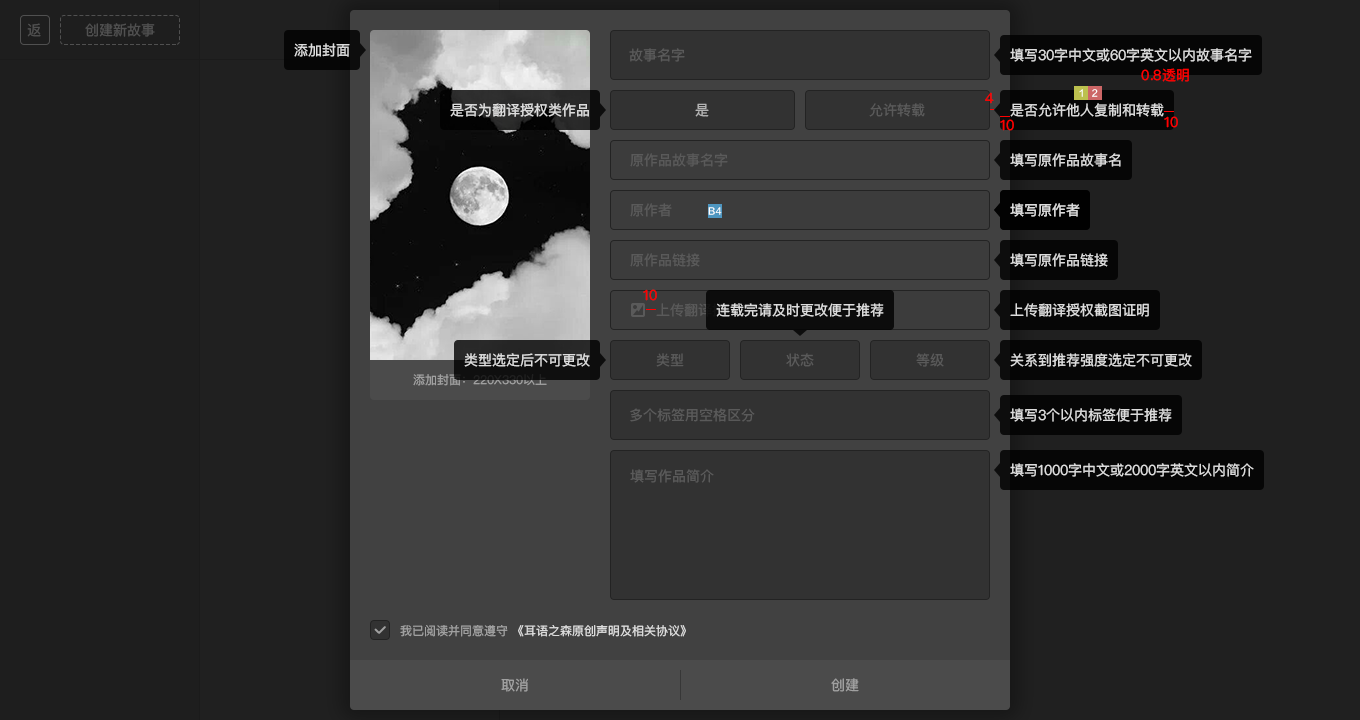 返
创建新故事
添加封面
故事名字
填写30字中文或60字英文以内故事名字
0.8透明
1 2
是否为翻译授权类作品
是
允许转载
4
是否允许他人复制和转载
10
10
原作品故事名字
填写原作品故事名
原作者
B4
填写原作者
原作品链接
填写原作品链接
10
上传翻译
连载完请及时更改便于推荐
上传翻译授权截图证明
类型选定后不可更改
类型
状态
等级
关系到推荐强度选定不可更改
添加封面：220X330以上
多个标签用空格区分
填写3个以内标签便于推荐
填写作品简介
填写1000字中文或2000字英文以内简介
我已阅读并同意遵守 《耳语之森原创声明及相关协议》
取消
创建